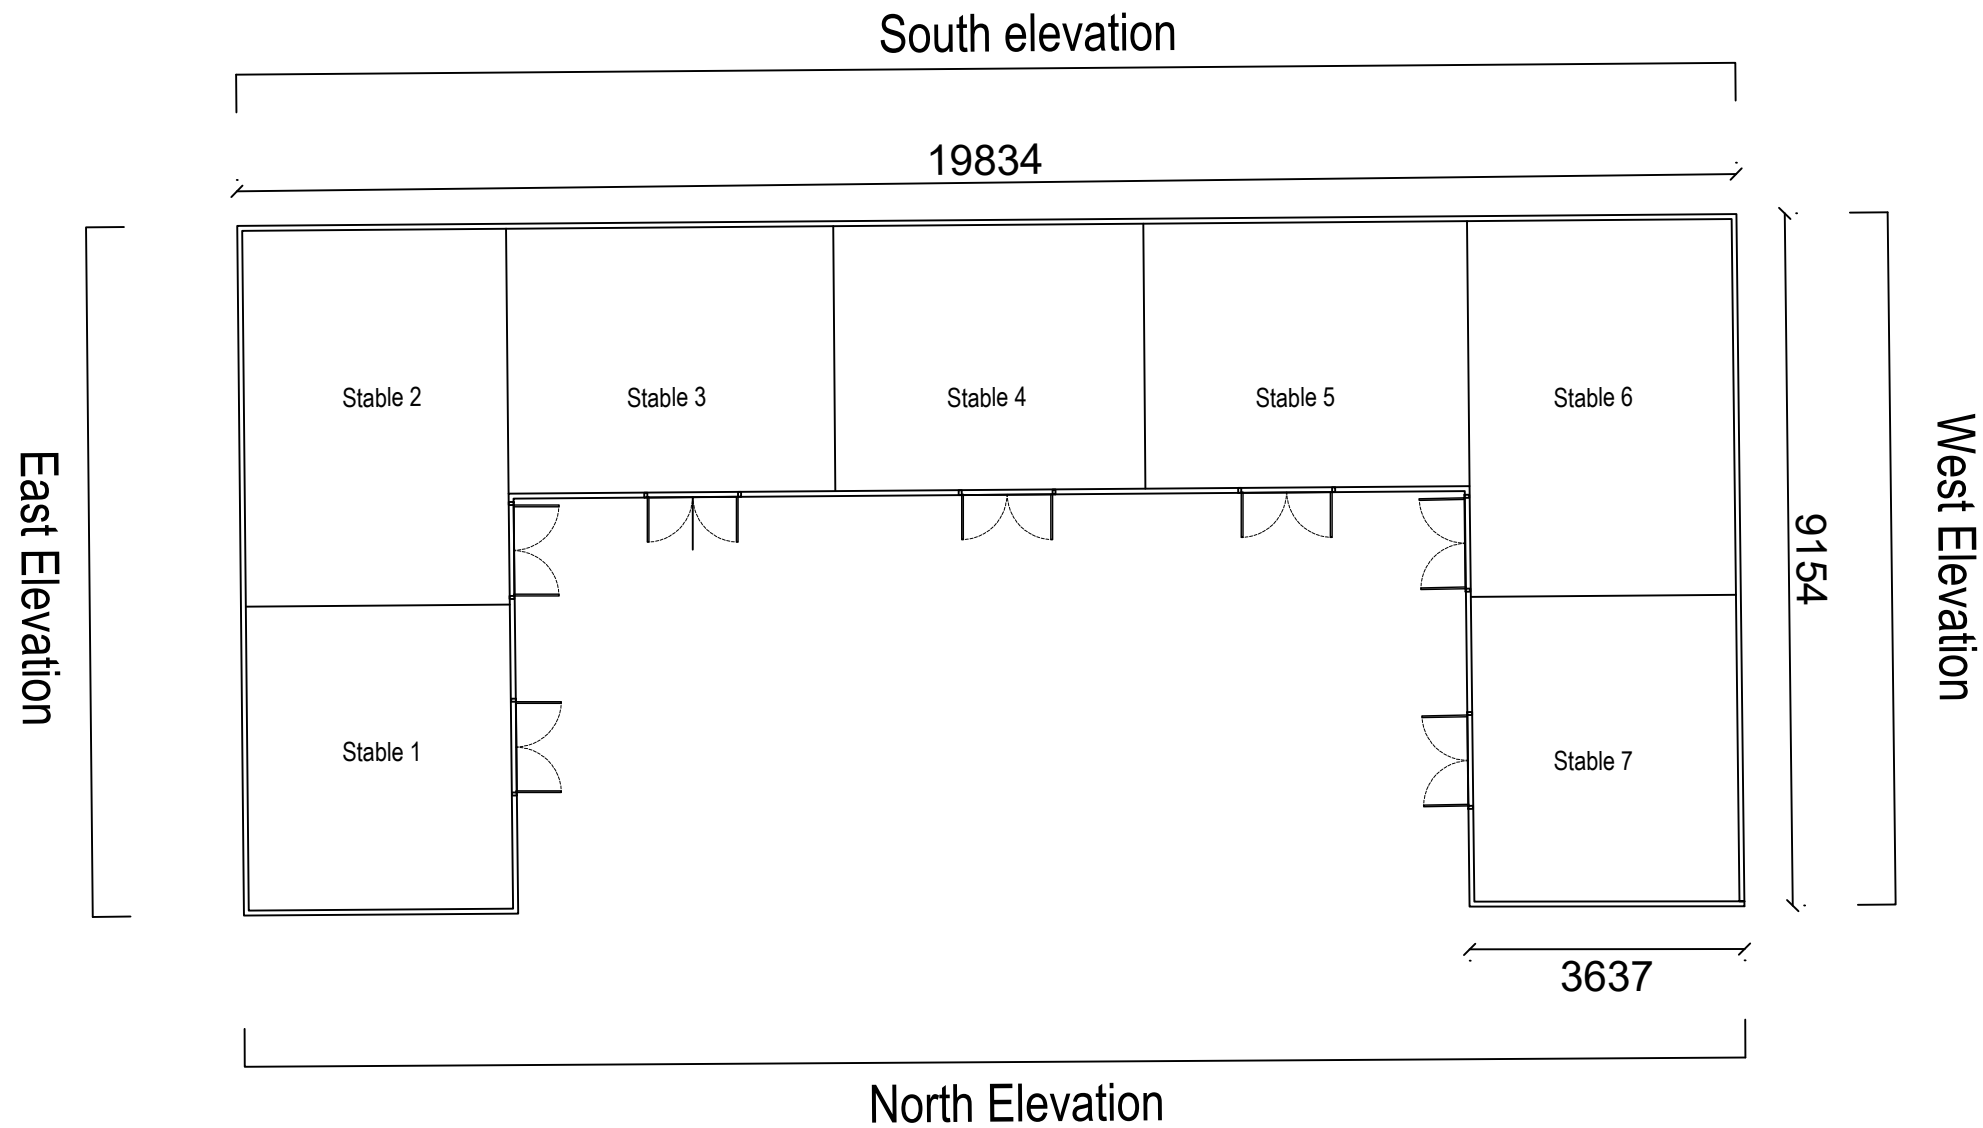 South elevation
19834
Stable 2
Stable 3
Stable 4
Stable 5
Stable 6
East Elevation
West Elevation
9154
Stable 1
Stable 7
3637
North Elevation